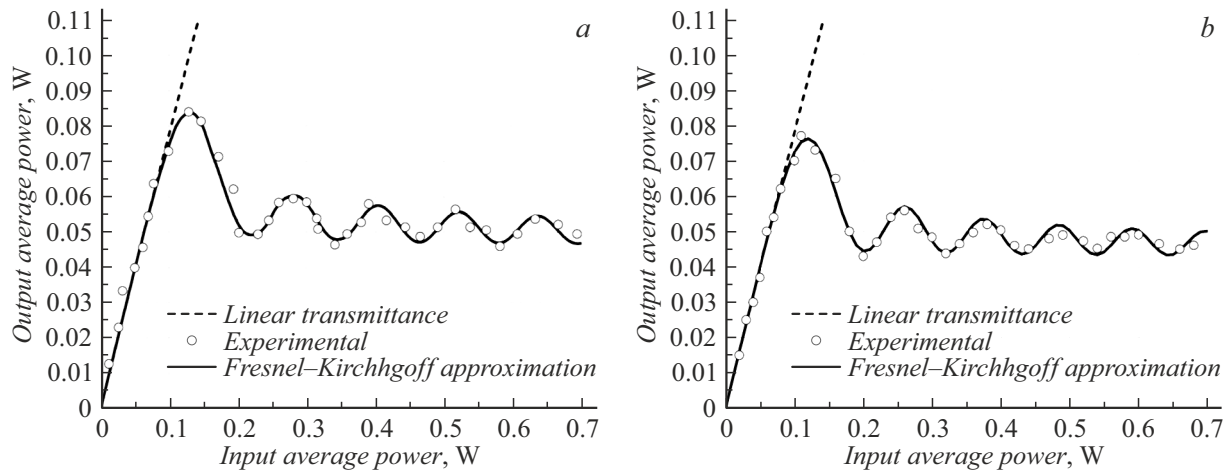 a
Output average power, W
0.11
0.10
0.09
0.08
0.07
0.06
0.05
0.04
0.03
0.02
0.01
0
Linear transmittance
Experimental
Fresnel–Kirchhgoff approximation
0 0.1 0.2 0.3 0.4 0.5 0.6 0.7
Input average power, W
b
Output average power, W
0.11
0.10
0.09
0.08
0.07
0.06
0.05
0.04
0.03
0.02
0.01
0
Linear transmittance
Experimental
Fresnel–Kirchhgoff approximation
0 0.1 0.2 0.3 0.4 0.5 0.6 0.7
Input average power, W